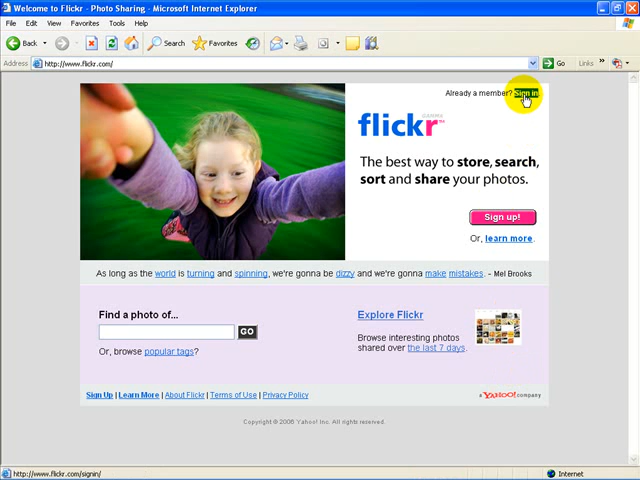 Welcome to Flickr - Photo Sharing - Microsoft Internet Explorer
File Edit View Favorites Tools Help
Back Search Favorites
Address http://www.flickr.com/ Go Links »
Already a member? Sign in
flickr
The best way to store, search,
sort and share your photos.
Sign up!
Or, learn more.
As long as the world is turning and spinning, we're gonna be dizzy and we're gonna make mistakes. - Mel Brooks
Find a photo of...
GO
Or, browse popular tags?
Explore Flickr
Browse interesting photos
shared over the last 7 days.
Sign Up | Learn More | About Flickr | Terms of Use | Privacy Policy
a YAHOO! company
Copyright © 2006 Yahoo! Inc. All rights reserved.
http://www.flickr.com/signin/ Internet